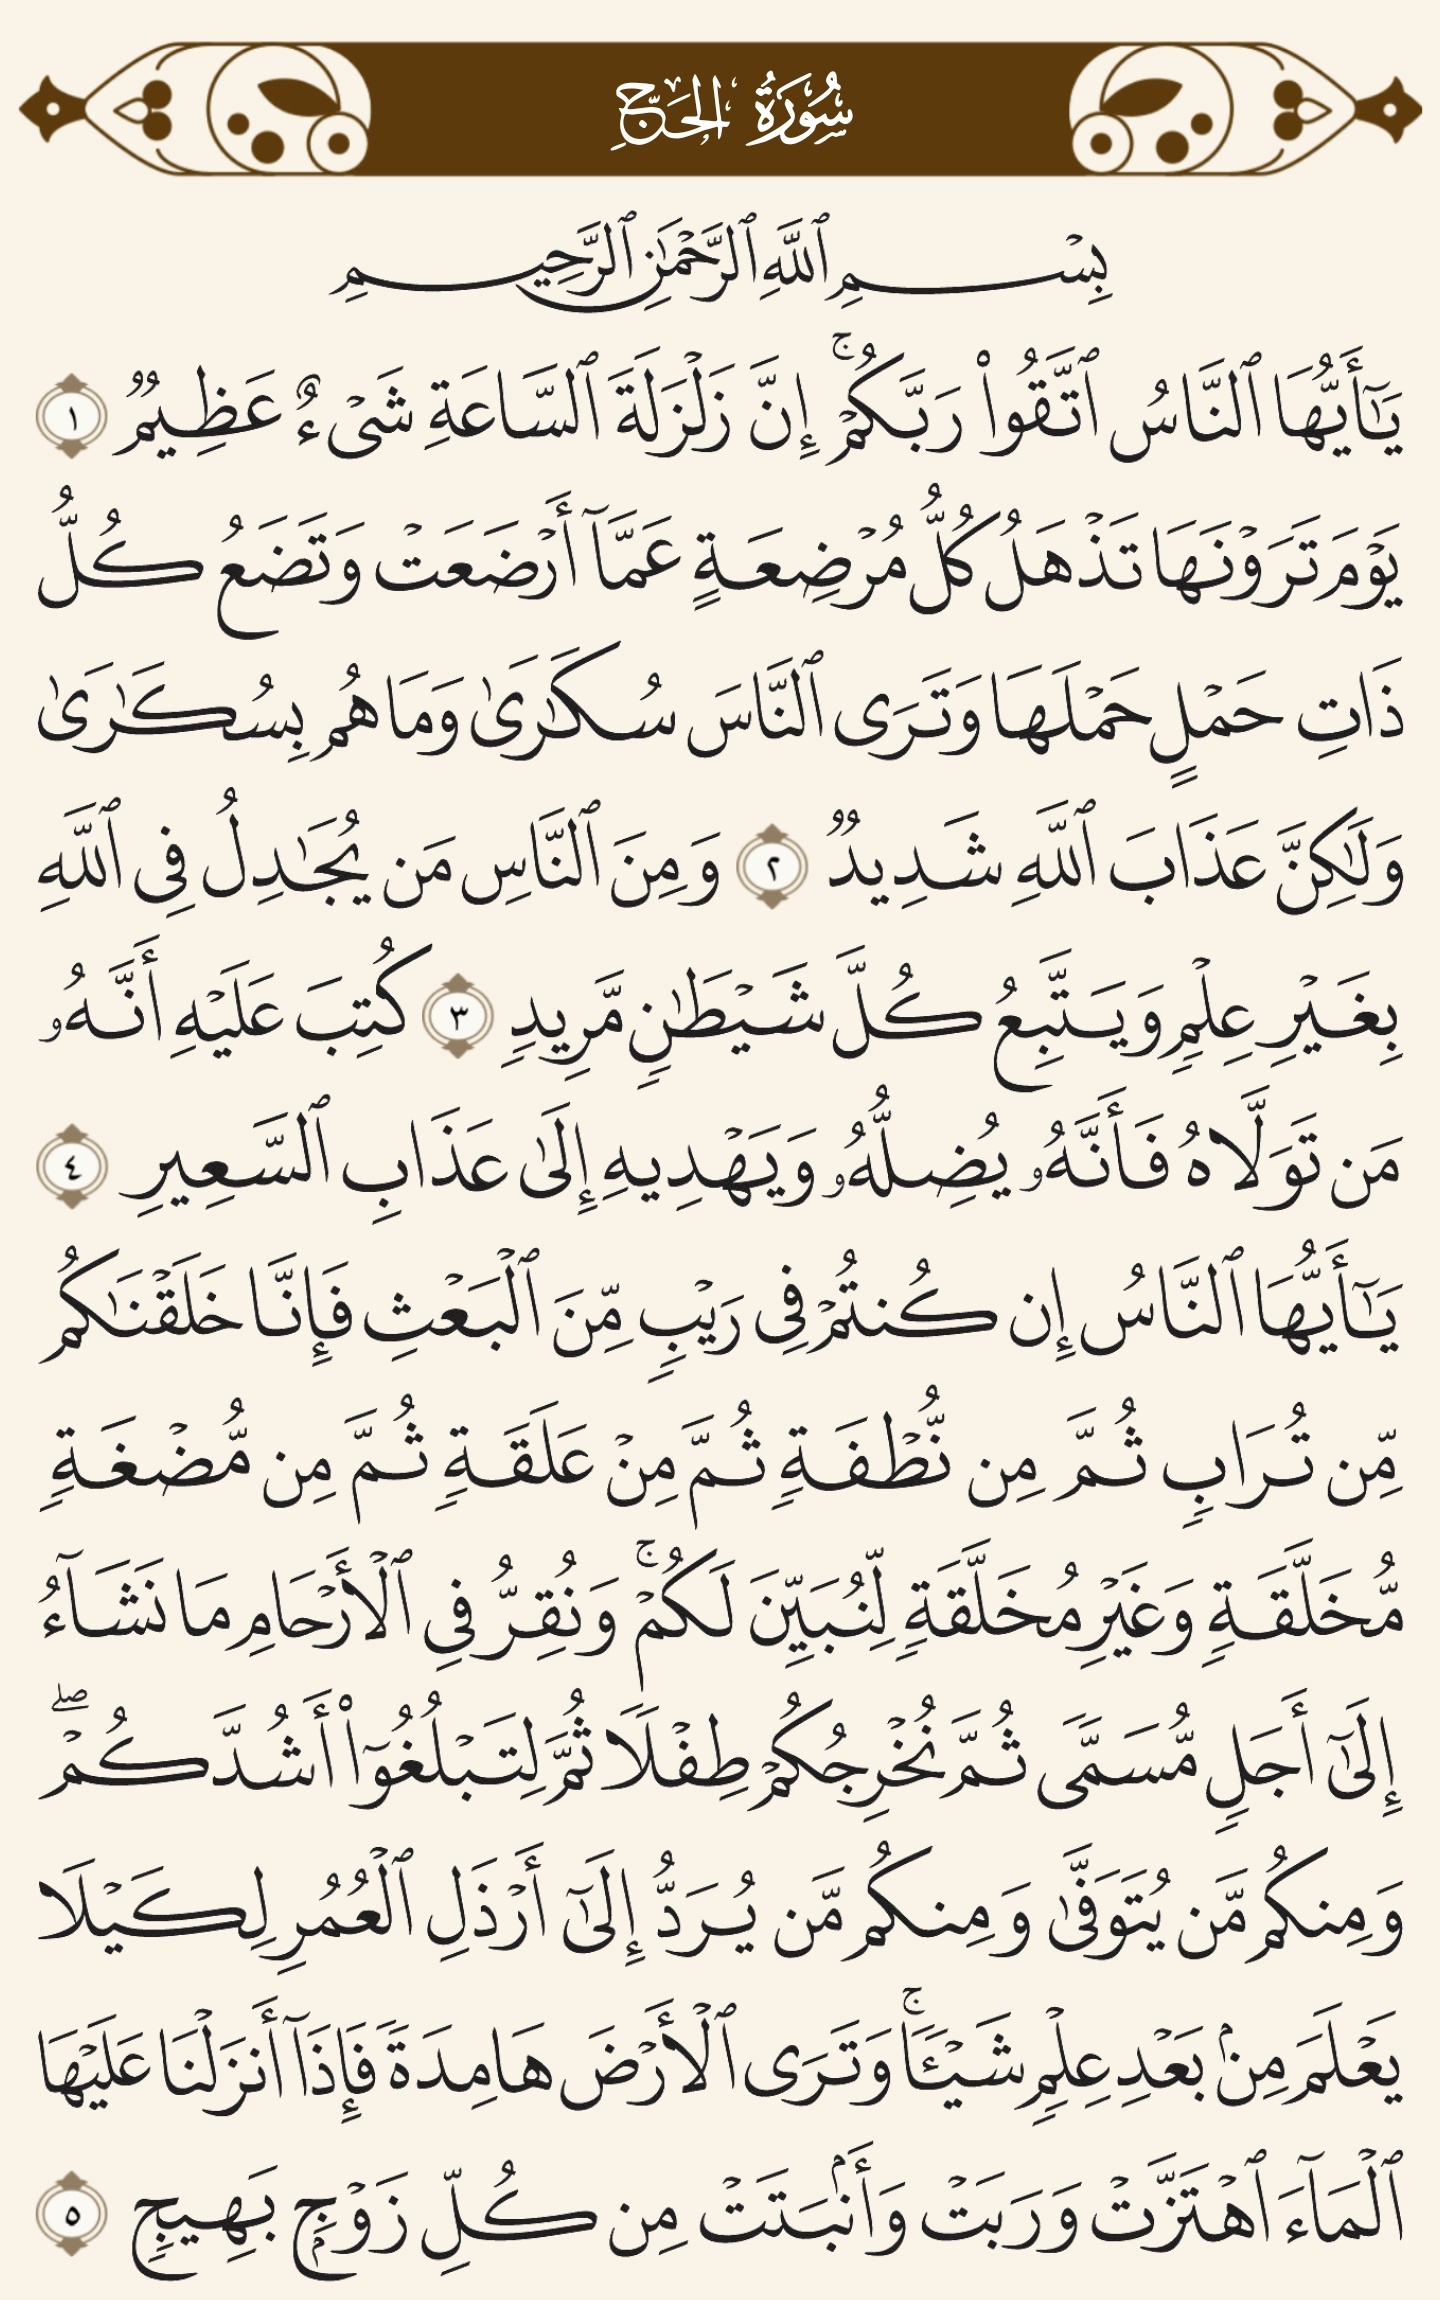 سُورَةُ الحَجِّ
بِسْمِ ٱللَّهِ ٱلرَّحْمَٰنِ ٱلرَّحِيمِ
يَٰٓأَيُّهَا ٱلنَّاسُ ٱتَّقُوا۟ رَبَّكُمْ ۚ إِنَّ زَلْزَلَةَ ٱلسَّاعَةِ شَىْءٌ عَظِيمٌ ١
يَوْمَ تَرَوْنَهَا تَذْهَلُ كُلُّ مُرْضِعَةٍ عَمَّآ أَرْضَعَتْ وَتَضَعُ كُلُّ
ذَاتِ حَمْلٍ حَمْلَهَا وَتَرَى ٱلنَّاسَ سُكَٰرَىٰ وَمَا هُم بِسُكَٰرَىٰ
وَلَٰكِنَّ عَذَابَ ٱللَّهِ شَدِيدٌ ٢ وَمِنَ ٱلنَّاسِ مَن يُجَٰدِلُ فِى ٱللَّهِ
بِغَيْرِ عِلْمٍ وَيَتَّبِعُ كُلَّ شَيْطَٰنٍ مَّرِيدٍ ٣ كُتِبَ عَلَيْهِ أَنَّهُۥ
مَن تَوَلَّاهُ فَأَنَّهُۥ يُضِلُّهُۥ وَيَهْدِيهِ إِلَىٰ عَذَابِ ٱلسَّعِيرِ ٤
يَٰٓأَيُّهَا ٱلنَّاسُ إِن كُنتُمْ فِى رَيْبٍ مِّنَ ٱلْبَعْثِ فَإِنَّا خَلَقْنَٰكُم
مِّن تُرَابٍ ثُمَّ مِن نُّطْفَةٍ ثُمَّ مِنْ عَلَقَةٍ ثُمَّ مِن مُّضْغَةٍ
مُّخَلَّقَةٍ وَغَيْرِ مُخَلَّقَةٍ لِّنُبَيِّنَ لَكُمْ ۚ وَنُقِرُّ فِى ٱلْأَرْحَامِ مَا نَشَآءُ
إِلَىٰٓ أَجَلٍ مُّسَمًّى ثُمَّ نُخْرِجُكُمْ طِفْلًا ثُمَّ لِتَبْلُغُوٓا۟ أَشُدَّكُمْ ۖ
وَمِنكُم مَّن يُتَوَفَّىٰ وَمِنكُم مَّن يُرَدُّ إِلَىٰٓ أَرْذَلِ ٱلْعُمُرِ لِكَيْلَا
يَعْلَمَ مِنۢ بَعْدِ عِلْمٍ شَيْـًٔا ۚ وَتَرَى ٱلْأَرْضَ هَامِدَةً فَإِذَآ أَنزَلْنَا عَلَيْهَا
ٱلْمَآءَ ٱهْتَزَّتْ وَرَبَتْ وَأَنۢبَتَتْ مِن كُلِّ زَوْجٍۭ بَهِيجٍ ٥